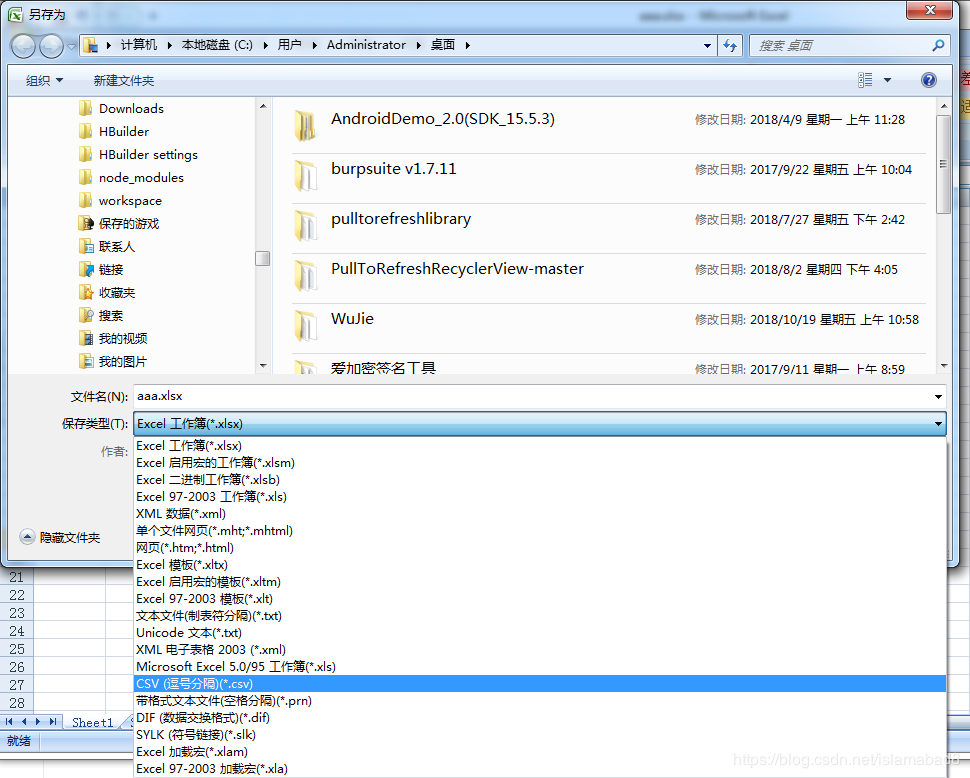 另存为
aaa.xlsx - Microsoft Excel
计算机 本地磁盘 (C:) 用户 Administrator 桌面
搜索 桌面
组织 新建文件夹
Downloads
HBuilder
HBuilder settings
node_modules
workspace
保存的游戏
联系人
链接
收藏夹
搜索
我的视频
我的图片
AndroidDemo_2.0(SDK_15.5.3) 修改日期: 2018/4/9 星期一 上午 11:28
burpsuite v1.7.11 修改日期: 2017/9/22 星期五 上午 10:04
pulltorefreshlibrary 修改日期: 2018/7/27 星期五 下午 2:42
PullToRefreshRecyclerView-master 修改日期: 2018/8/2 星期四 下午 4:05
WuJie 修改日期: 2018/10/19 星期五 上午 10:58
爱加密签名工具 修改日期: 2017/9/11 星期一 上午 8:59
文件名(N): aaa.xlsx
保存类型(T): Excel 工作簿(*.xlsx)
作者:
Excel 工作簿(*.xlsx)
Excel 启用宏的工作簿(*.xlsm)
Excel 二进制工作簿(*.xlsb)
Excel 97-2003 工作簿(*.xls)
XML 数据(*.xml)
单个文件网页(*.mht;*.mhtml)
网页(*.htm;*.html)
Excel 模板(*.xltx)
Excel 启用宏的模板(*.xltm)
Excel 97-2003 模板(*.xlt)
文本文件(制表符分隔)(*.txt)
Unicode 文本(*.txt)
XML 电子表格 2003 (*.xml)
Microsoft Excel 5.0/95 工作簿(*.xls)
CSV (逗号分隔)(*.csv)
带格式文本文件(空格分隔)(*.prn)
DIF (数据交换格式)(*.dif)
SYLK (符号链接)(*.slk)
Excel 加载宏(*.xlam)
Excel 97-2003 加载宏(*.xla)
隐藏文件夹
21
22
23
24
25
26
27
28
Sheet1
就绪